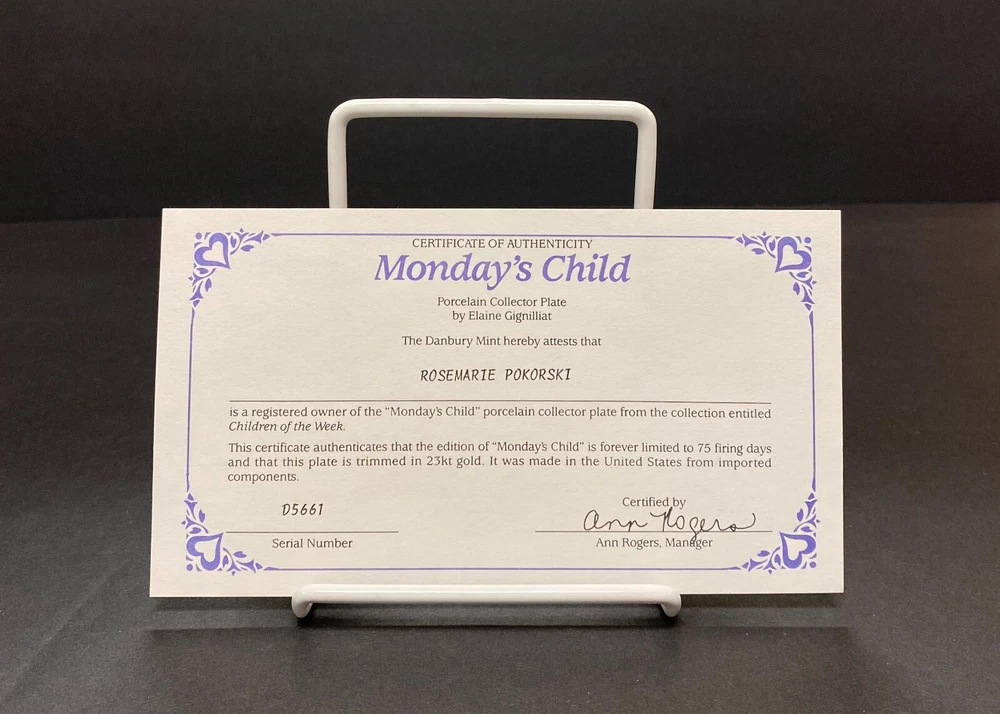 CERTIFICATE OF AUTHENTICITY
Monday's Child
Porcelain Collector Plate
by Elaine Gignilliat
The Danbury Mint hereby attests that
ROSEMARIE POKORSKI
is a registered owner of the "Monday's Child" porcelain collector plate from the collection entitled
Children of the Week.
This certificate authenticates that the edition of "Monday's Child" is forever limited to 75 firing days
and that this plate is trimmed in 23kt gold. It was made in the United States from imported
components.
D5661
Serial Number
Certified by
Ann Rogers
Ann Rogers, Manager